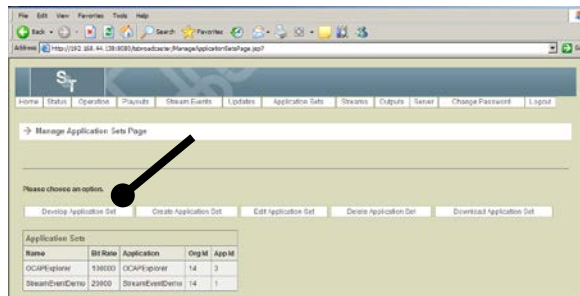 File Edit View Favorites Tools Help
Back Search Favorites
Address http://192.168.44.128:8080/tsbroadcaster/ManageApplicationSetsPage.jsp?
ST
Home Status Operation Playouts Stream Events Updates Application Sets Streams Outputs Server Change Password Logout
Manage Application Sets Page
Please choose an option.
Develop Application Set Create Application Set Edit Application Set Delete Application Set Download Application Set
Application Sets
Name Bit Rate Application Org Id App Id
OCAPExplorer 100000 OCAPExplorer 14 3
StreamEventDemo 20000 StreamEventDemo 14 1